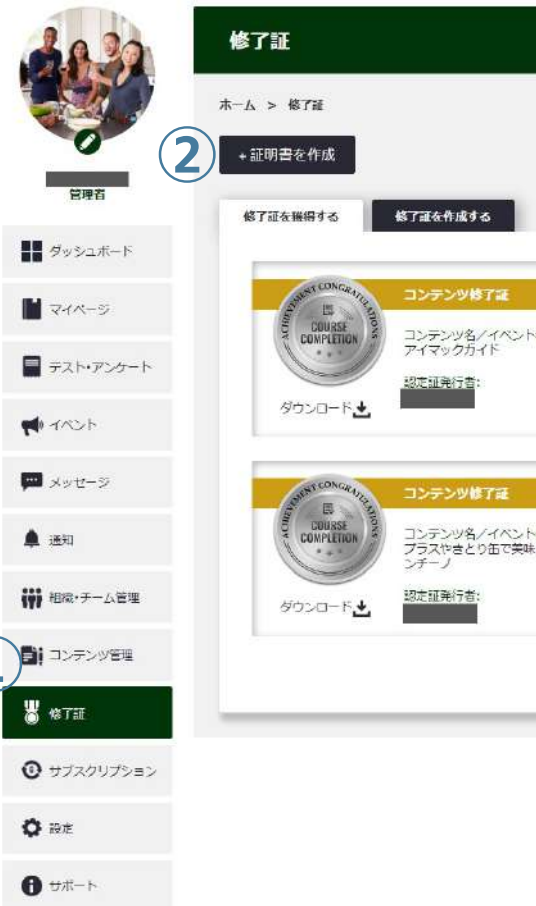 修了証
ホーム > 修了証
②
+ 証明書を作成
管理者
修了証を獲得する
修了証を作成する
ダッシュボード
マイページ
テスト・アンケート
イベント
メッセージ
通知
組織・チーム管理
コンテンツ管理
修了証
サブスクリプション
設定
サポート
ACHIEVEMENT CONGRATULATIONS
COURSE
COMPLETION
ダウンロード
コンテンツ修了証
コンテンツ名／イベント
アイマックガイド
認定証発行者:
ACHIEVEMENT CONGRATULATIONS
COURSE
COMPLETION
ダウンロード
コンテンツ修了証
コンテンツ名／イベント
プラスやきとり缶で美味
ンチーノ
認定証発行者: